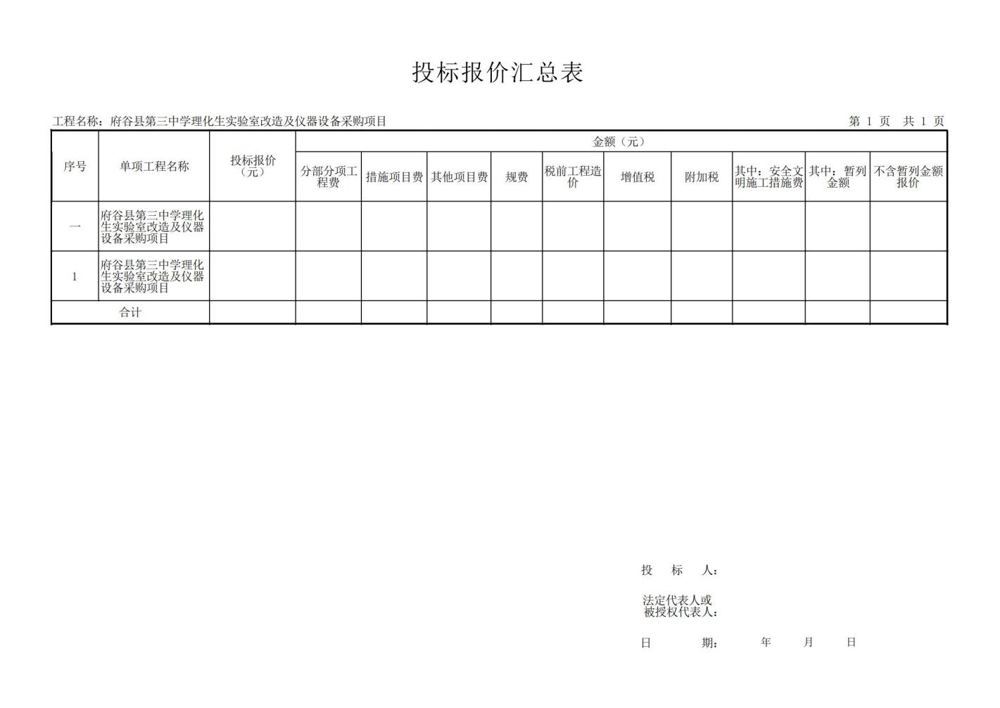 投标报价汇总表
工程名称：府谷县第三中学理化生实验室改造及仪器设备采购项目
第 1 页 共 1 页
序号
单项工程名称
投标报价
（元）
金额（元）
分部分项工
程费
措施项目费
其他项目费
规费
税前工程造
价
增值税
附加税
其中：安全文
明施工措施费
其中：暂列
金额
不含暂列金额
报价
一
府谷县第三中学理化
生实验室改造及仪器
设备采购项目
1
府谷县第三中学理化
生实验室改造及仪器
设备采购项目
合计
投 标 人：
法定代表人或
被授权代表人：
日 期： 年 月 日